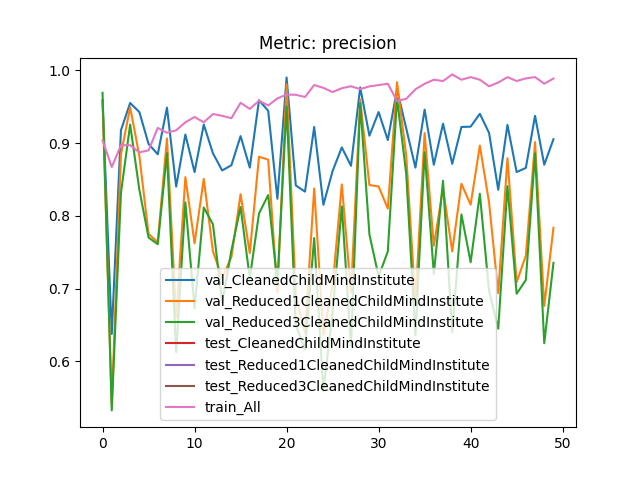 Metric: precision
1.0
0.9
0.8
0.7
0.6
val_CleanedChildMindInstitute
val_Reduced1CleanedChildMindInstitute
val_Reduced3CleanedChildMindInstitute
test_CleanedChildMindInstitute
test_Reduced1CleanedChildMindInstitute
test_Reduced3CleanedChildMindInstitute
train_All
0 10 20 30 40 50